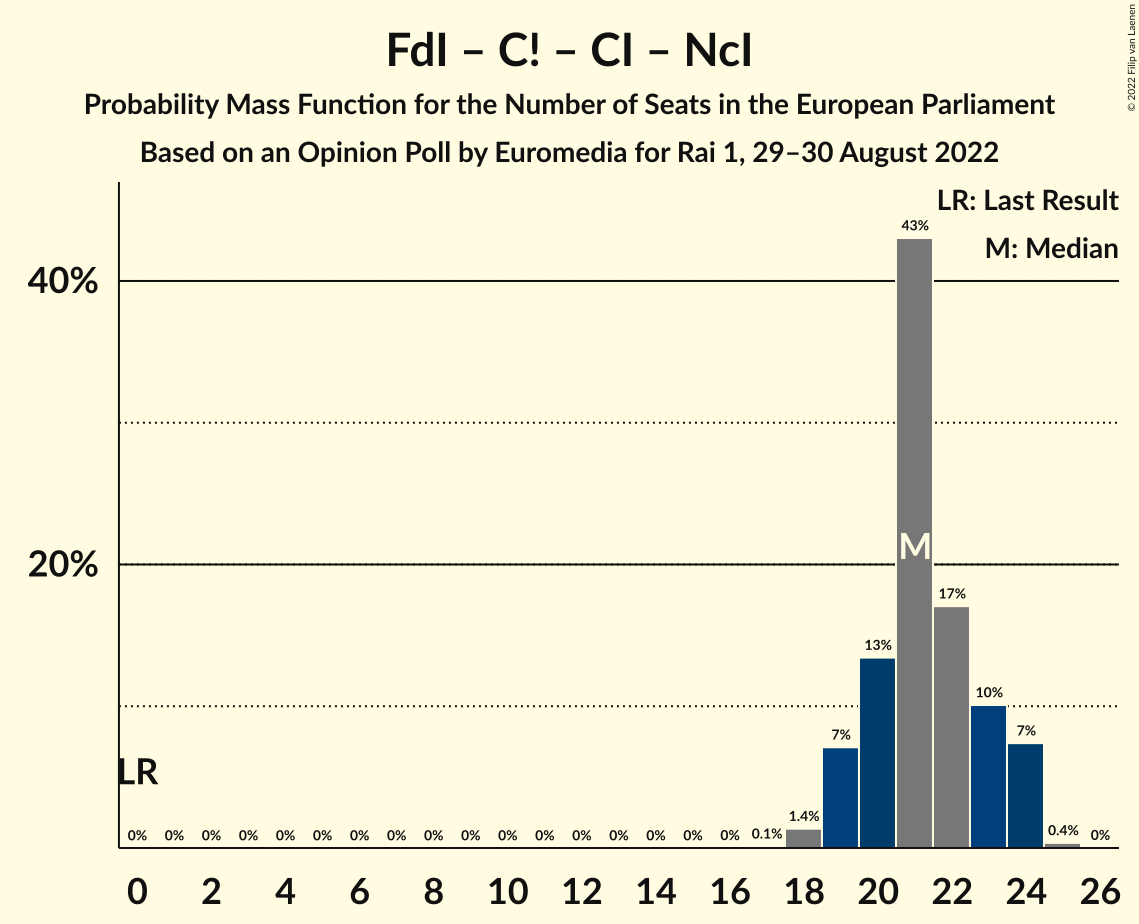 FdI – C! – CI – NcI
Probability Mass Function for the Number of Seats in the European Parliament
Based on an Opinion Poll by Euromedia for Rai 1, 29–30 August 2022
© 2022 Filip van Laenen
LR: Last Result
M: Median
43%
40%
M
20%
17%
13%
10%
7%
7%
LR
1.4%
0.4%
0.1%
0% 0% 0% 0% 0% 0% 0% 0% 0% 0% 0% 0% 0% 0% 0% 0% 0% 0%
0 2 4 6 8 10 12 14 16 18 20 22 24 26